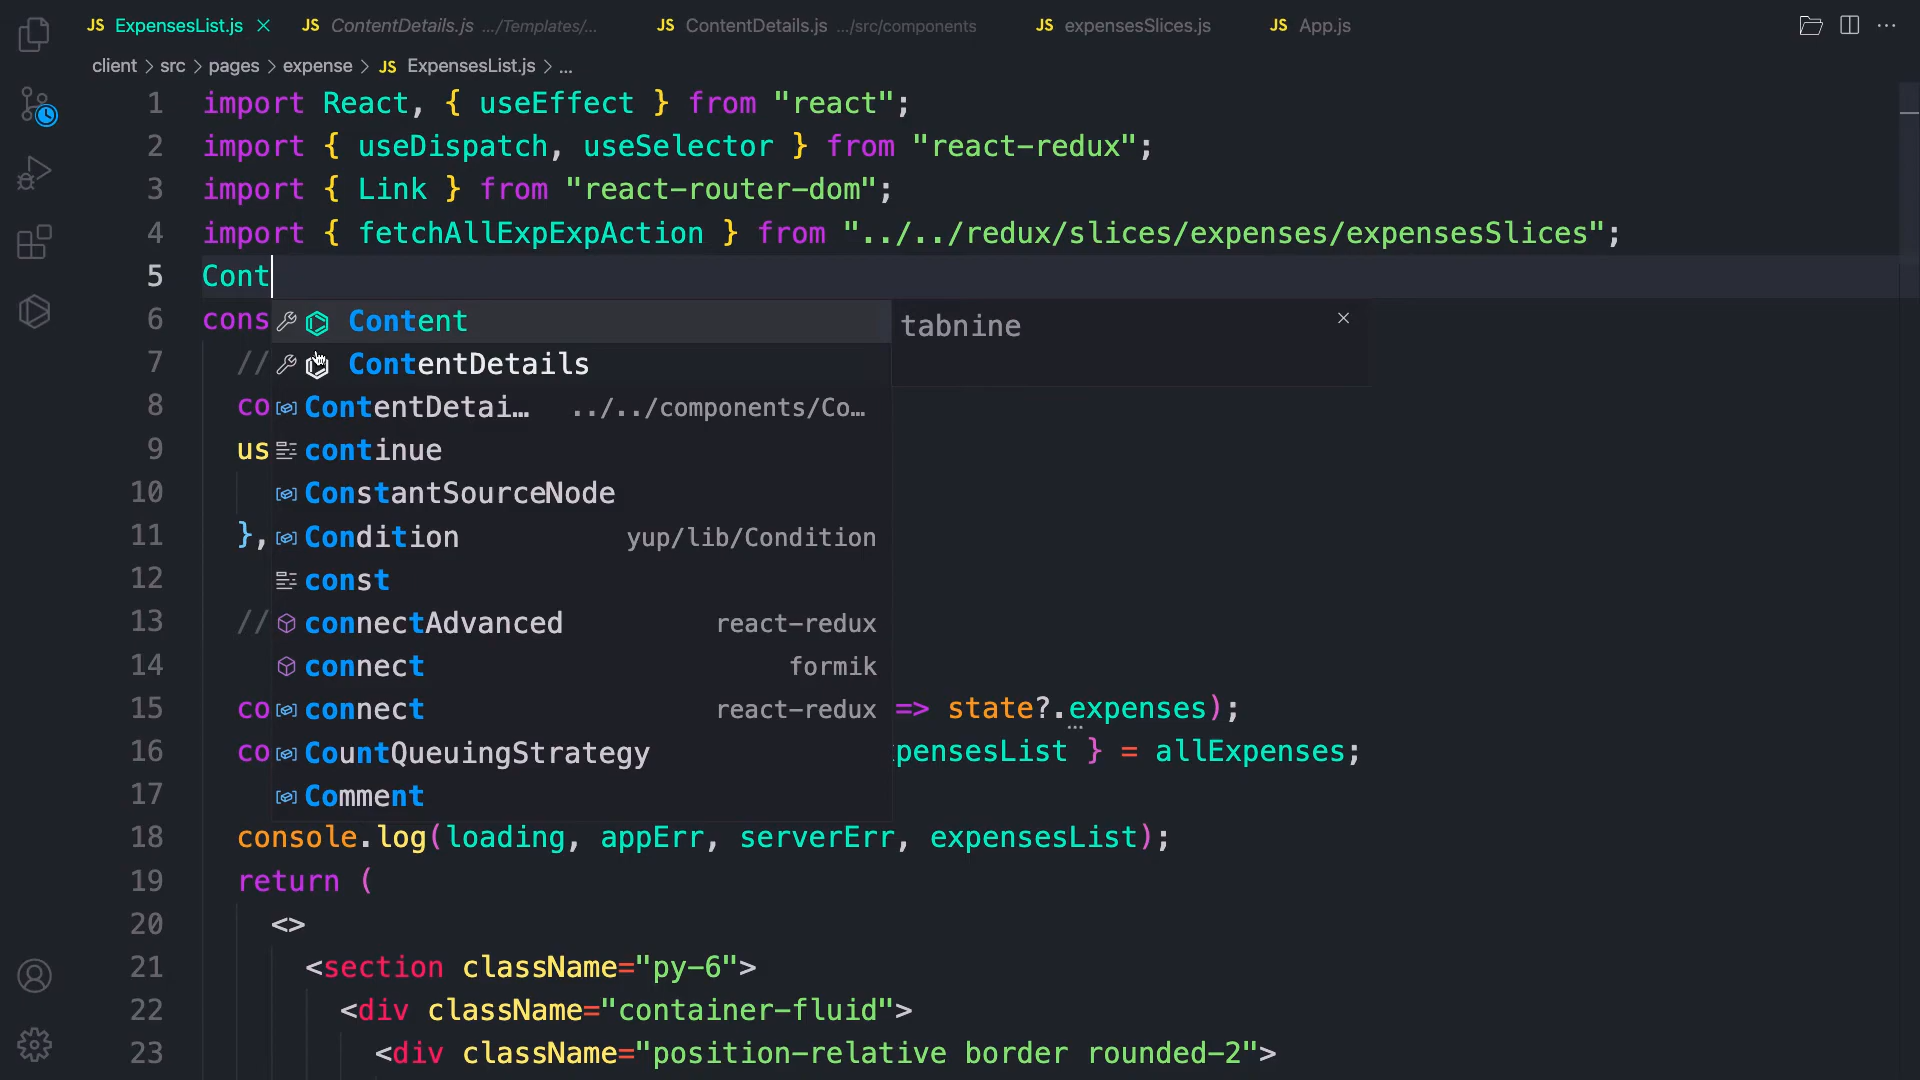 JS ExpensesList.js JS ContentDetails.js .../Templates/... JS ContentDetails.js .../src/components JS expensesSlices.js JS App.js
client > src > pages > expense > JS ExpensesList.js > ...
1 import React, { useEffect } from "react";
2 import { useDispatch, useSelector } from "react-redux";
3 import { Link } from "react-router-dom";
4 import { fetchAllExpExpAction } from "../../redux/slices/expenses/expensesSlices";
5 Cont
6 cons Content tabnine
7 // ContentDetails
8 co ContentDetai... ../../components/Co...
9 us continue
10 ConstantSourceNode
11 }, Condition yup/lib/Condition
12 const
13 // connectAdvanced react-redux
14 connect formik
15 co connect react-redux => state?.expenses);
16 co CountQueuingStrategy pensesList } = allExpenses;
17 Comment
18 console.log(loading, appErr, serverErr, expensesList);
19 return (
20 <>
21 <section className="py-6">
22 <div className="container-fluid">
23 <div className="position-relative border rounded-2">